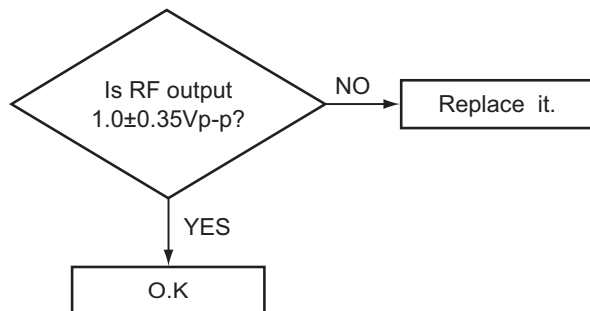 Is RF output
1.0±0.35Vp-p?
NO
Replace it.
YES
O.K